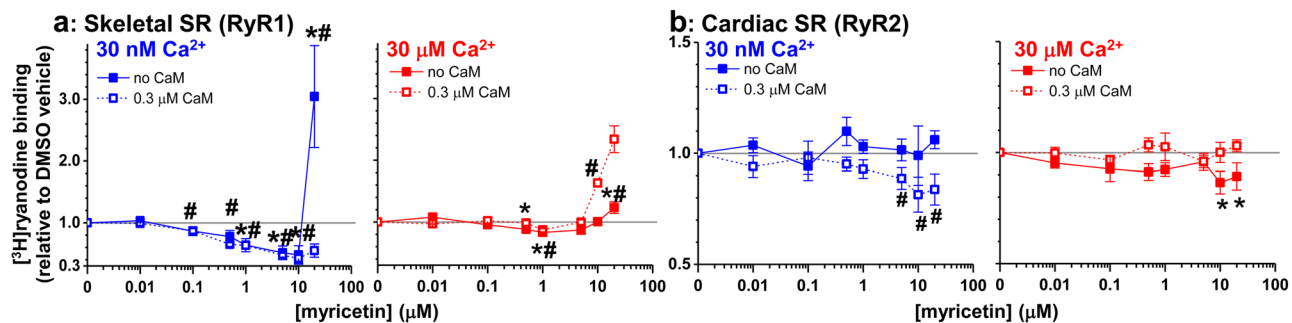 a: Skeletal SR (RyR1)
30 nM Ca²⁺
no CaM
0.3 μM CaM
*#
#
#
*#
*#
*#
30 μM Ca²⁺
no CaM
0.3 μM CaM
*
*#
#
*#
[³H]ryanodine binding
(relative to DMSO vehicle)
3.0
2.0
1.0
0.3
0 0.01 0.1 1 10 100
0 0.01 0.1 1 10 100
[myricetin] (μM)
b: Cardiac SR (RyR2)
30 nM Ca²⁺
no CaM
0.3 μM CaM
#
#
#
30 μM Ca²⁺
no CaM
0.3 μM CaM
*
*
1.5
1.0
0.5
0 0.01 0.1 1 10 100
0 0.01 0.1 1 10 100
[myricetin] (μM)